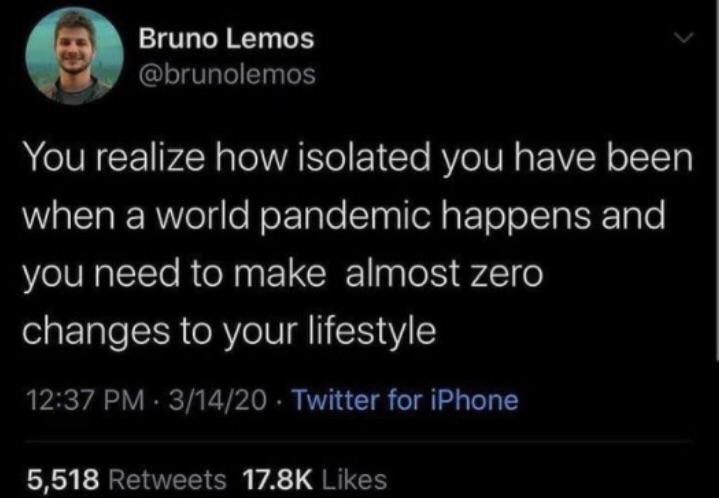 Bruno Lemos
@brunolemos
You realize how isolated you have been
when a world pandemic happens and
you need to make almost zero
changes to your lifestyle
12:37 PM · 3/14/20 · Twitter for iPhone
5,518 Retweets 17.8K Likes